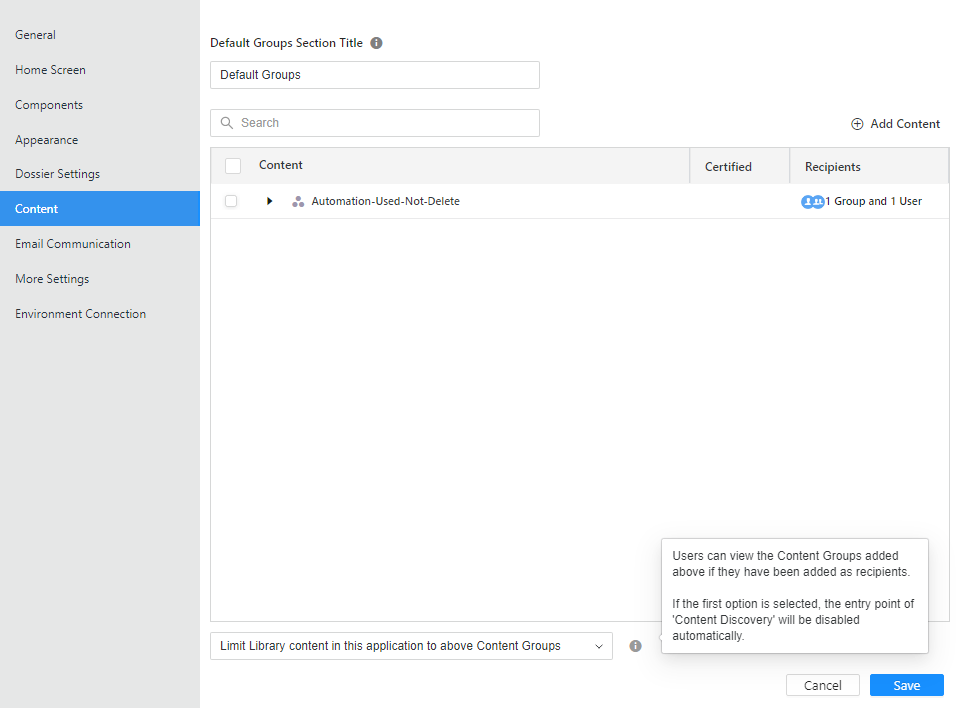 General
Home Screen
Components
Appearance
Dossier Settings
Content
Email Communication
More Settings
Environment Connection
Default Groups Section Title
Default Groups
Search
Add Content
Content
Certified
Recipients
Automation-Used-Not-Delete
1 Group and 1 User
Users can view the Content Groups added
above if they have been added as recipients.
If the first option is selected, the entry point of
'Content Discovery' will be disabled
automatically.
Limit Library content in this application to above Content Groups
Cancel
Save